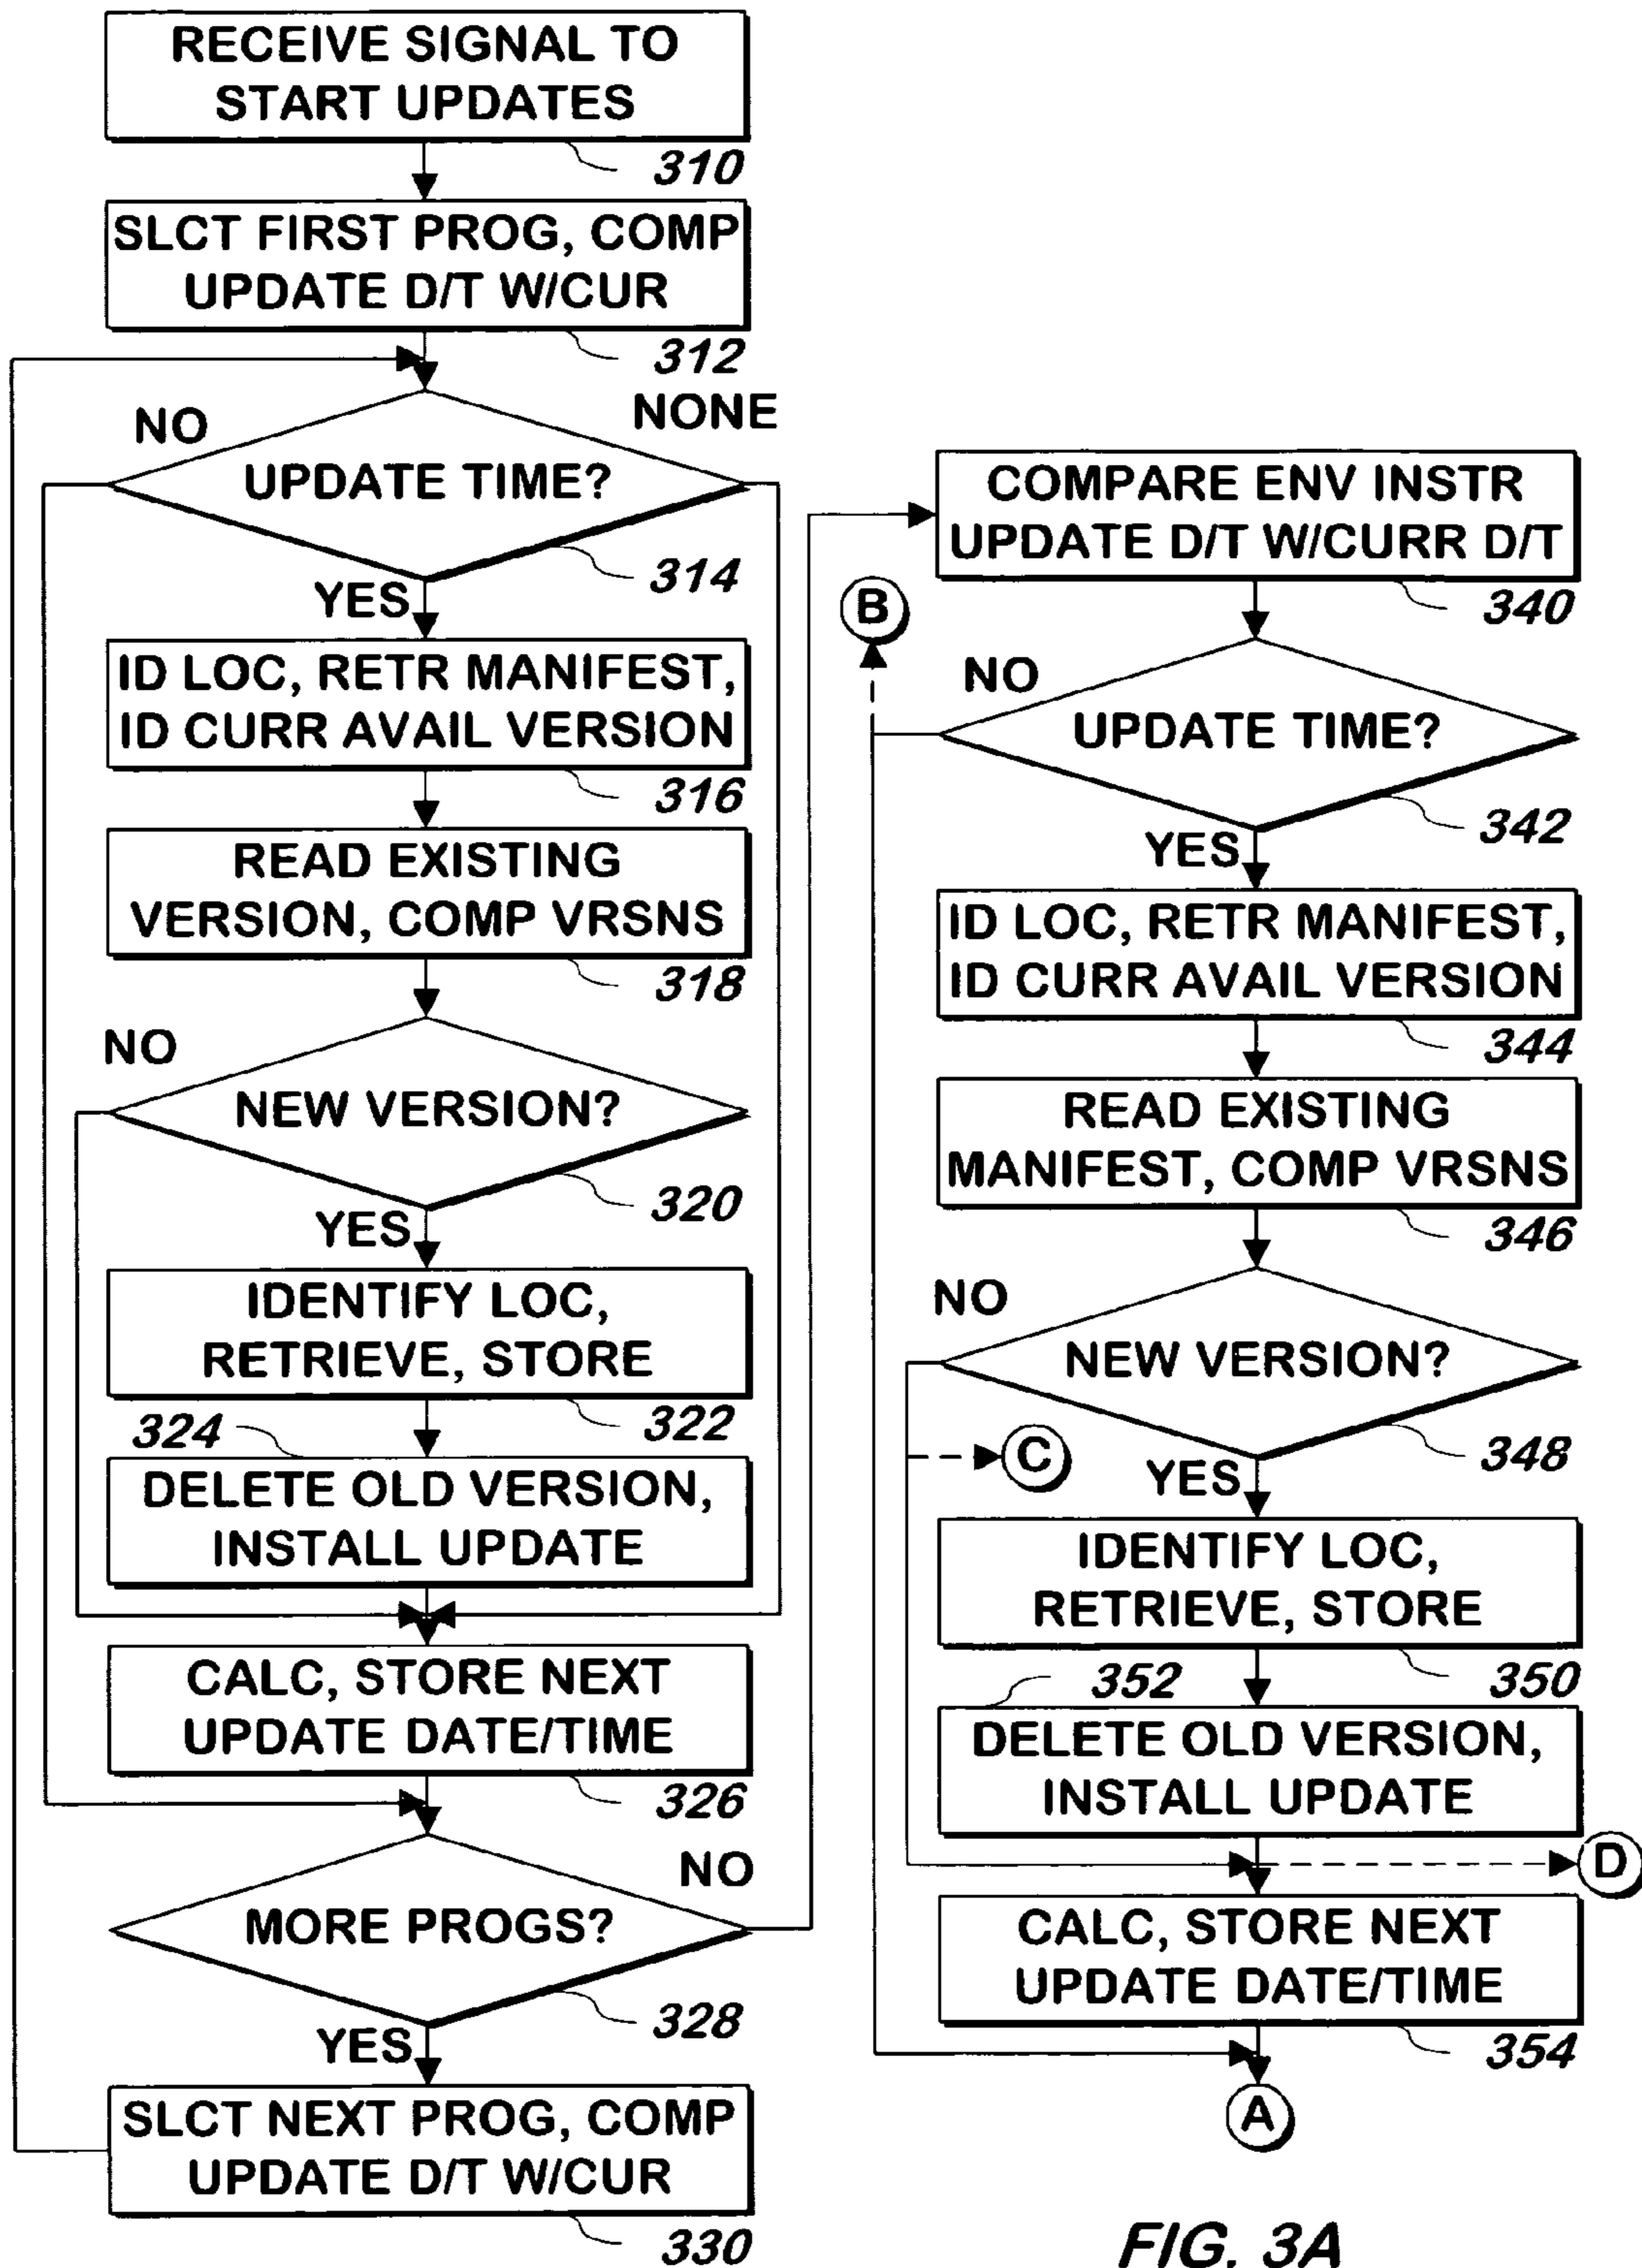 RECEIVE SIGNAL TO
START UPDATES
310
SLCT FIRST PROG, COMP
UPDATE D/T W/CUR
312
NO
NONE
UPDATE TIME?
314
YES
ID LOC, RETR MANIFEST,
ID CURR AVAIL VERSION
316
READ EXISTING
VERSION, COMP VRSNS
318
NO
NEW VERSION?
320
YES
IDENTIFY LOC,
RETRIEVE, STORE
322
324
DELETE OLD VERSION,
INSTALL UPDATE
CALC, STORE NEXT
UPDATE DATE/TIME
326
NO
MORE PROGS?
328
YES
SLCT NEXT PROG, COMP
UPDATE D/T W/CUR
330
COMPARE ENV INSTR
UPDATE D/T W/CURR D/T
340
B
NO
UPDATE TIME?
342
YES
ID LOC, RETR MANIFEST,
ID CURR AVAIL VERSION
344
READ EXISTING
MANIFEST, COMP VRSNS
346
NO
NEW VERSION?
348
C
YES
IDENTIFY LOC,
RETRIEVE, STORE
350
352
DELETE OLD VERSION,
INSTALL UPDATE
D
CALC, STORE NEXT
UPDATE DATE/TIME
354
A
FIG. 3A